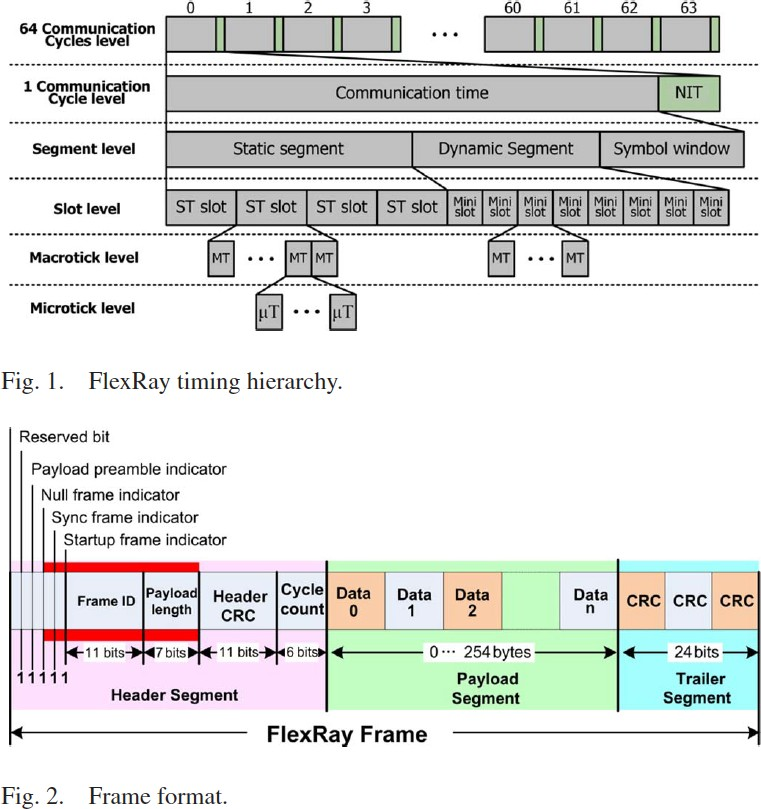 0 1 2 3 60 61 62 63
64 Communication
Cycles level
• • •
1 Communication
Cycle level
Communication time NIT
Segment level Static segment Dynamic Segment Symbol window
Slot level ST slot ST slot ST slot ST slot Mini slot Mini slot Mini slot Mini slot Mini slot Mini slot Mini slot Mini slot
Macrotick level MT • • • MT MT MT • • • MT
Microtick level µT • • • µT
Fig. 1. FlexRay timing hierarchy.
Reserved bit
Payload preamble indicator
Null frame indicator
Sync frame indicator
Startup frame indicator
Frame ID
Payload
length
Header
CRC
Cycle
count
Data
0
Data
1
Data
2
Data
n
CRC CRC CRC
11 bits 7 bits 11 bits 6 bits 0 ··· 254 bytes 24 bits
1 1 1 1 1
Header Segment
Payload
Segment
Trailer
Segment
FlexRay Frame
Fig. 2. Frame format.